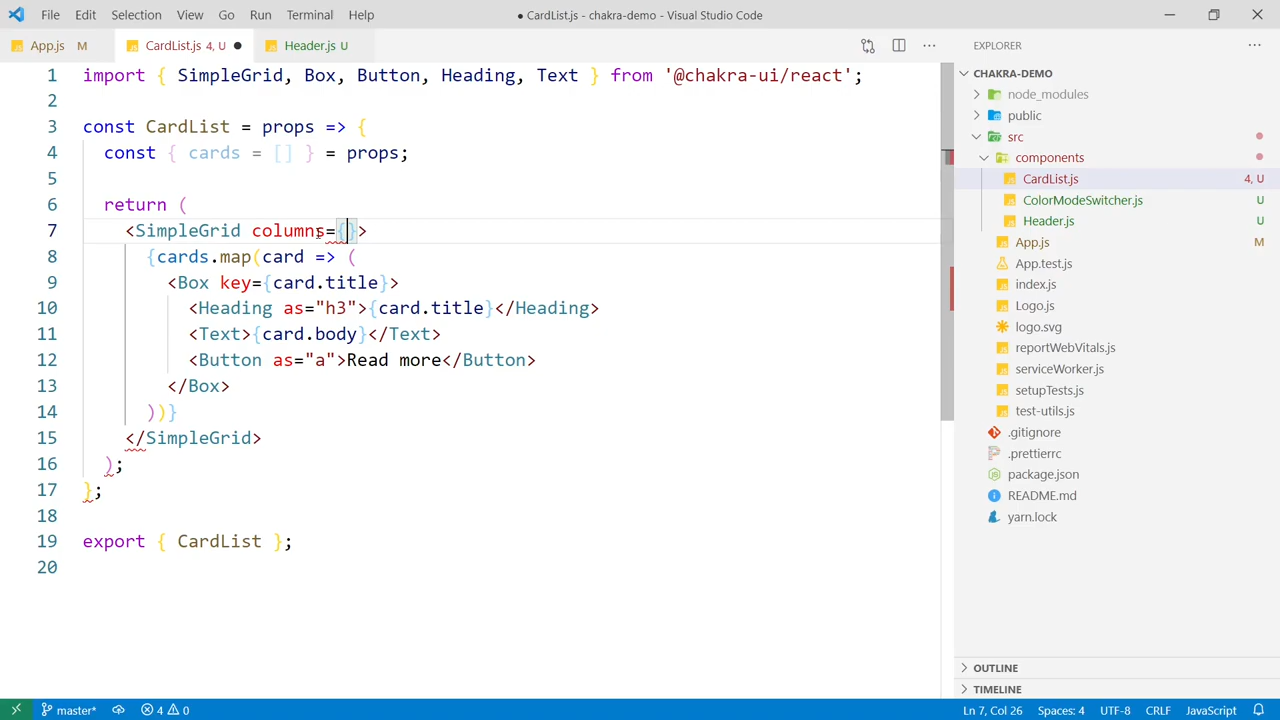 File Edit Selection View Go Run Terminal Help ● CardList.js - chakra-demo - Visual Studio Code
App.js M CardList.js 4, U ● Header.js U ···
EXPLORER ···
CHAKRA-DEMO
node_modules
public
src
components
CardList.js 4, U
ColorModeSwitcher.js U
Header.js U
App.js M
App.test.js
index.js
Logo.js
logo.svg
reportWebVitals.js
serviceWorker.js
setupTests.js
test-utils.js
.gitignore
.prettierrc
package.json
README.md
yarn.lock
OUTLINE
TIMELINE
1 import { SimpleGrid, Box, Button, Heading, Text } from '@chakra-ui/react';
2
3 const CardList = props => {
4 const { cards = [] } = props;
5
6 return (
7 <SimpleGrid columns={}>
8 {cards.map(card => (
9 <Box key={card.title}>
10 <Heading as="h3">{card.title}</Heading>
11 <Text>{card.body}</Text>
12 <Button as="a">Read more</Button>
13 </Box>
14 ))}
15 </SimpleGrid>
16 );
17 };
18
19 export { CardList };
20
master* 4 0 Ln 7, Col 26 Spaces: 4 UTF-8 CRLF JavaScript